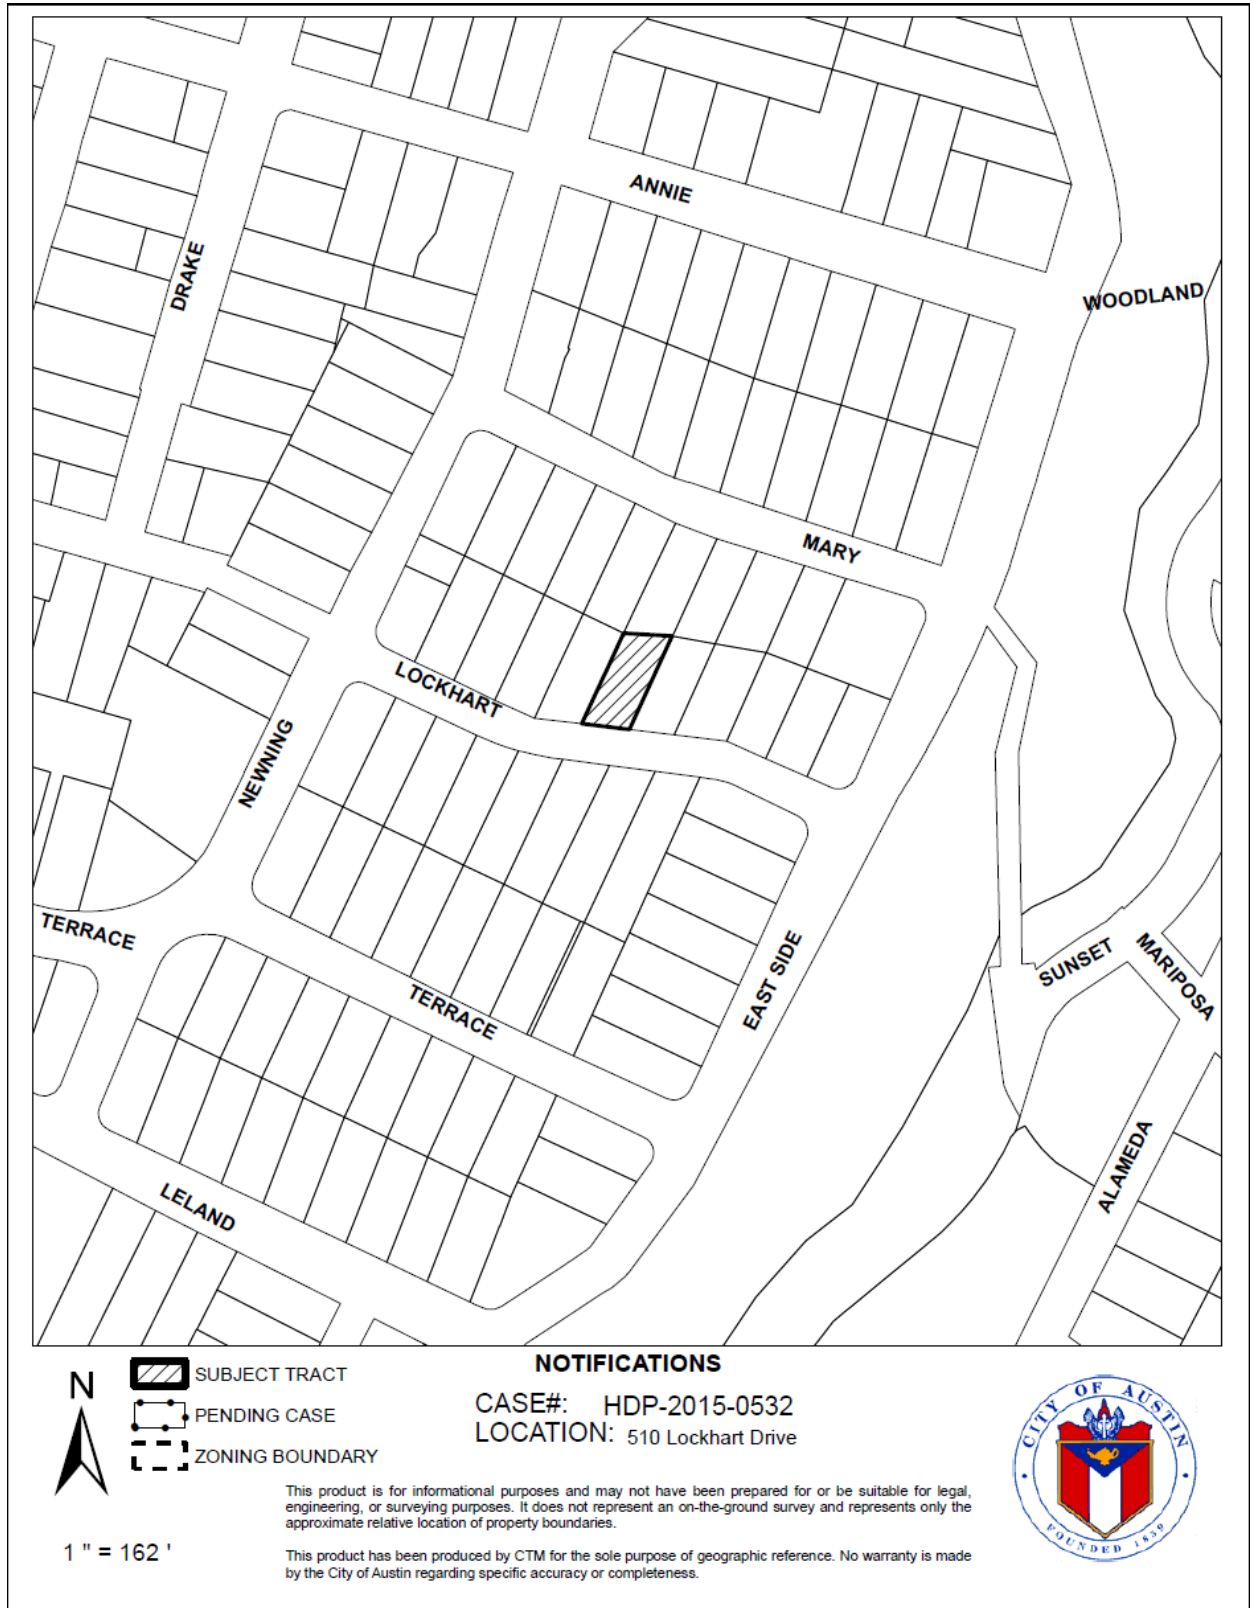 ANNIE
DRAKE
WOODLAND
MARY
LOCKHART
NEWNING
TERRACE
TERRACE
EAST SIDE
SUNSET
MARIPOSA
ALAMEDA
LELAND
N
1 " = 162 '
SUBJECT TRACT
PENDING CASE
ZONING BOUNDARY
NOTIFICATIONS
CASE#: HDP-2015-0532
LOCATION: 510 Lockhart Drive
This product is for informational purposes and may not have been prepared for or be suitable for legal,
engineering, or surveying purposes. It does not represent an on-the-ground survey and represents only the
approximate relative location of property boundaries.
This product has been produced by CTM for the sole purpose of geographic reference. No warranty is made
by the City of Austin regarding specific accuracy or completeness.
CITY OF AUSTIN
FOUNDED 1839